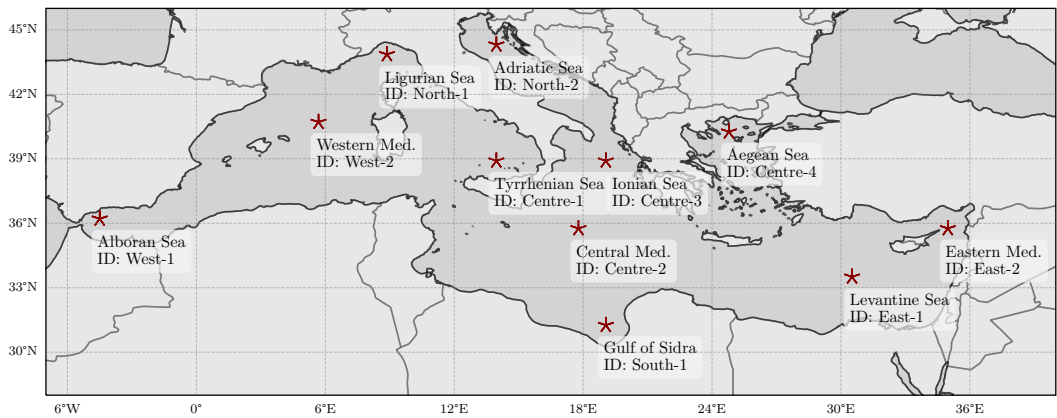 45°N
42°N
39°N
36°N
33°N
30°N
Ligurian Sea
ID: North-1
Adriatic Sea
ID: North-2
Western Med.
ID: West-2
Aegean Sea
ID: Centre-4
Tyrrhenian Sea
ID: Centre-1
Ionian Sea
ID: Centre-3
Alboran Sea
ID: West-1
Central Med.
ID: Centre-2
Eastern Med.
ID: East-2
Levantine Sea
ID: East-1
Gulf of Sidra
ID: South-1
6°W
0°
6°E
12°E
18°E
24°E
30°E
36°E